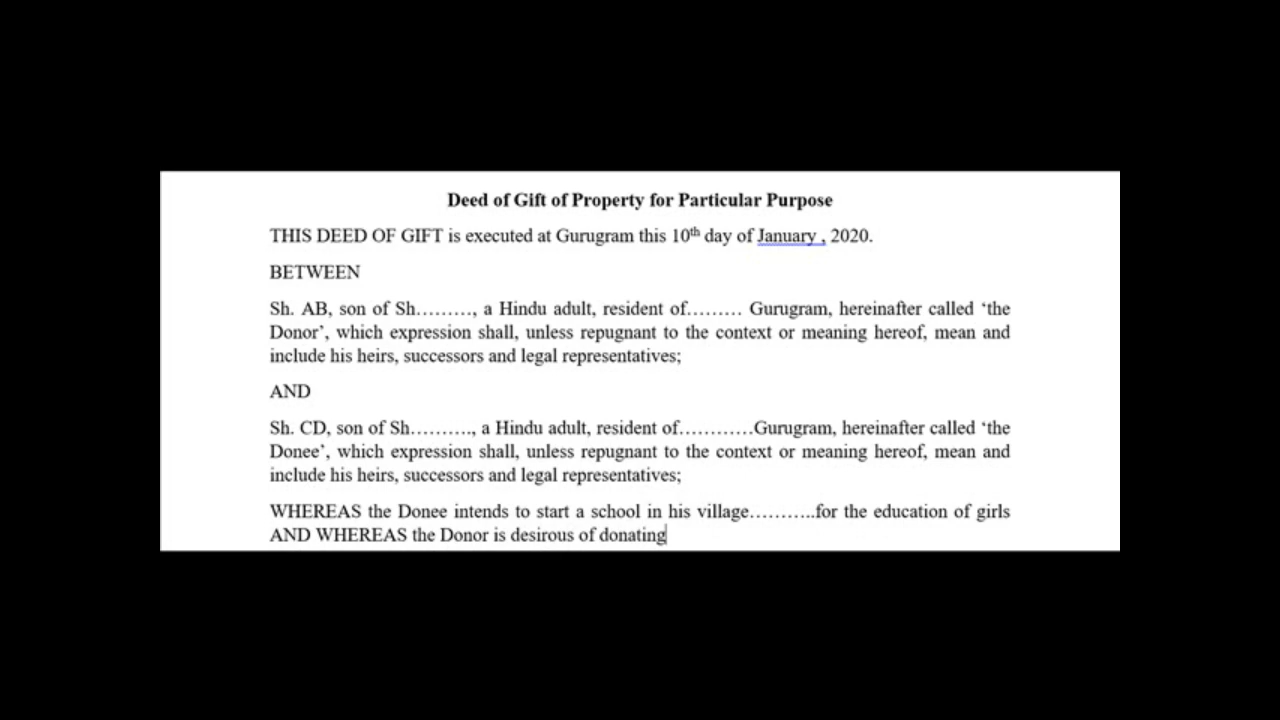 Deed of Gift of Property for Particular Purpose
THIS DEED OF GIFT is executed at Gurugram this 10th day of January , 2020.
BETWEEN
Sh. AB, son of Sh………, a Hindu adult, resident of……… Gurugram, hereinafter called ‘the
Donor’, which expression shall, unless repugnant to the context or meaning hereof, mean and
include his heirs, successors and legal representatives;
AND
Sh. CD, son of Sh………., a Hindu adult, resident of…………Gurugram, hereinafter called ‘the
Donee’, which expression shall, unless repugnant to the context or meaning hereof, mean and
include his heirs, successors and legal representatives;
WHEREAS the Donee intends to start a school in his village………..for the education of girls
AND WHEREAS the Donor is desirous of donating